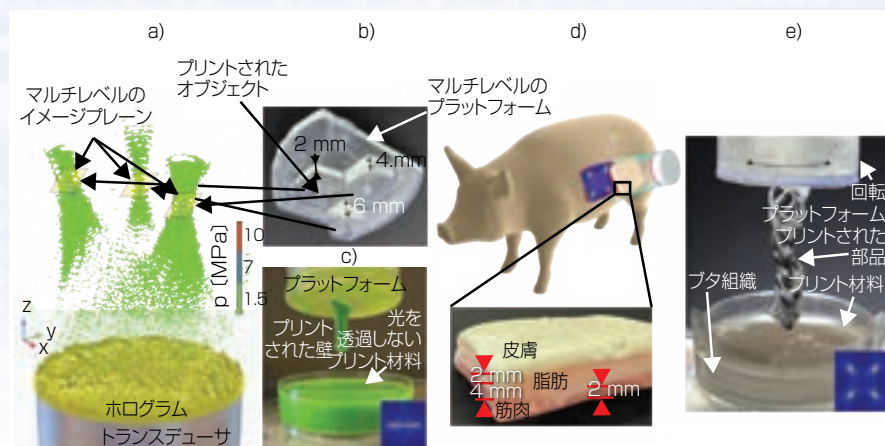 a)
マルチレベルの
イメージプレーン
p [MPa]
10
7
1.5
z
y
x
ホログラム
トランスデューサ
b)
プリントされた
オブジェクト
マルチレベルの
プラットフォーム
2 mm
4 mm
6 mm
c)
プラットフォーム
プリント
された壁
光を
透過しない
プリント材料
d)
皮膚
2 mm
脂肪
4 mm
2 mm
筋肉
e)
回転
プラットフォーム
プリントされた
部品
ブタ組織
プリント材料